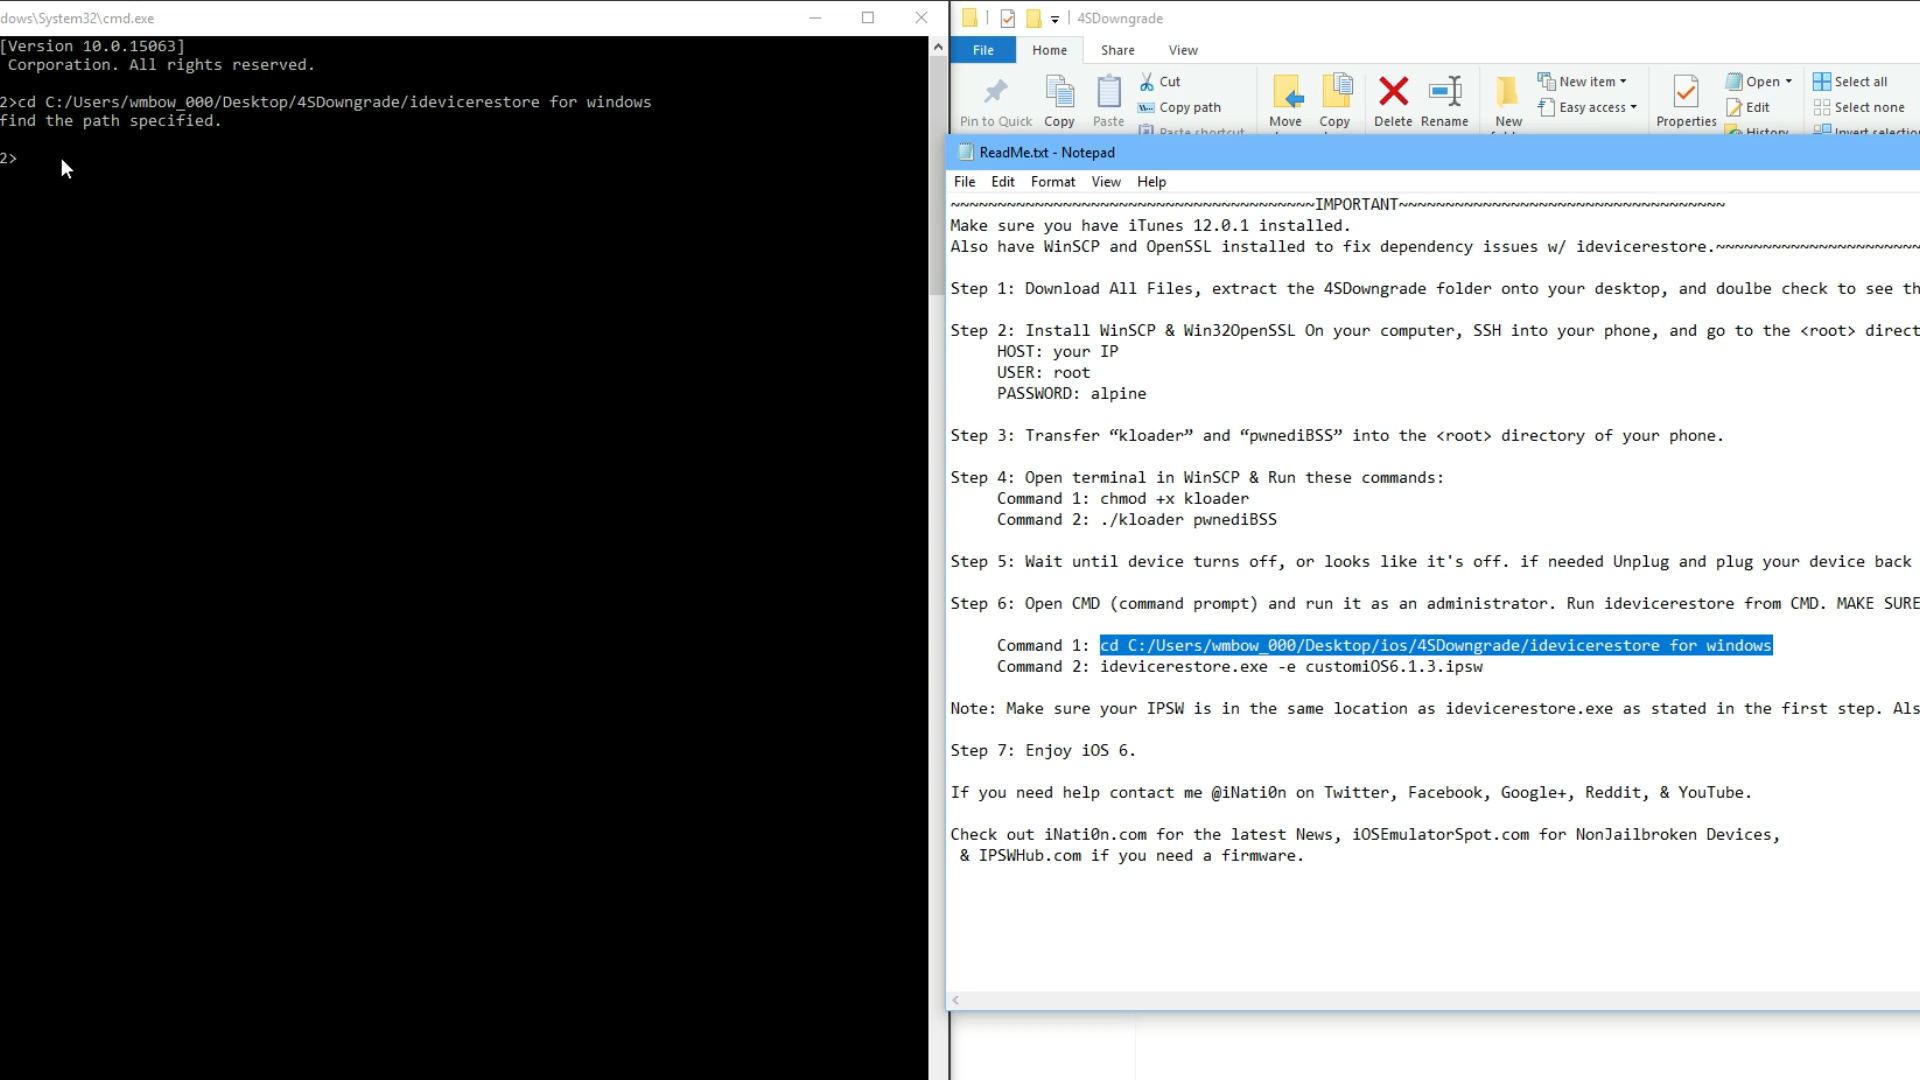 dows\System32\cmd.exe
[Version 10.0.15063]
Corporation. All rights reserved.
2>cd C:/Users/wmbow_000/Desktop/4SDowngrade/idevicerestore for windows
find the path specified.
2>
4SDowngrade
File Home Share View
Pin to Quick Copy Paste Cut Copy path Paste shortcut Move Copy Delete Rename New New item Easy access Properties Open Edit History Select all Select none Invert selection
ReadMe.txt - Notepad
File Edit Format View Help
~~~~~~~~~~~~~~~~~~~~~~~~~~~~~~~~~~~~~~~IMPORTANT~~~~~~~~~~~~~~~~~~~~~~~~~~~~~~~~~~~
Make sure you have iTunes 12.0.1 installed.
Also have WinSCP and OpenSSL installed to fix dependency issues w/ idevicerestore.~~~~~~~~~~~~~~~~~~~~~~
Step 1: Download All Files, extract the 4SDowngrade folder onto your desktop, and doulbe check to see th
Step 2: Install WinSCP & Win32OpenSSL On your computer, SSH into your phone, and go to the <root> direct
HOST: your IP
USER: root
PASSWORD: alpine
Step 3: Transfer “kloader” and “pwnediBSS” into the <root> directory of your phone.
Step 4: Open terminal in WinSCP & Run these commands:
Command 1: chmod +x kloader
Command 2: ./kloader pwnediBSS
Step 5: Wait until device turns off, or looks like it's off. if needed Unplug and plug your device back
Step 6: Open CMD (command prompt) and run it as an administrator. Run idevicerestore from CMD. MAKE SURE
Command 1: cd C:/Users/wmbow_000/Desktop/ios/4SDowngrade/idevicerestore for windows
Command 2: idevicerestore.exe -e customiOS6.1.3.ipsw
Note: Make sure your IPSW is in the same location as idevicerestore.exe as stated in the first step. Als
Step 7: Enjoy iOS 6.
If you need help contact me @iNati0n on Twitter, Facebook, Google+, Reddit, & YouTube.
Check out iNati0n.com for the latest News, iOSEmulatorSpot.com for NonJailbroken Devices,
& IPSWHub.com if you need a firmware.